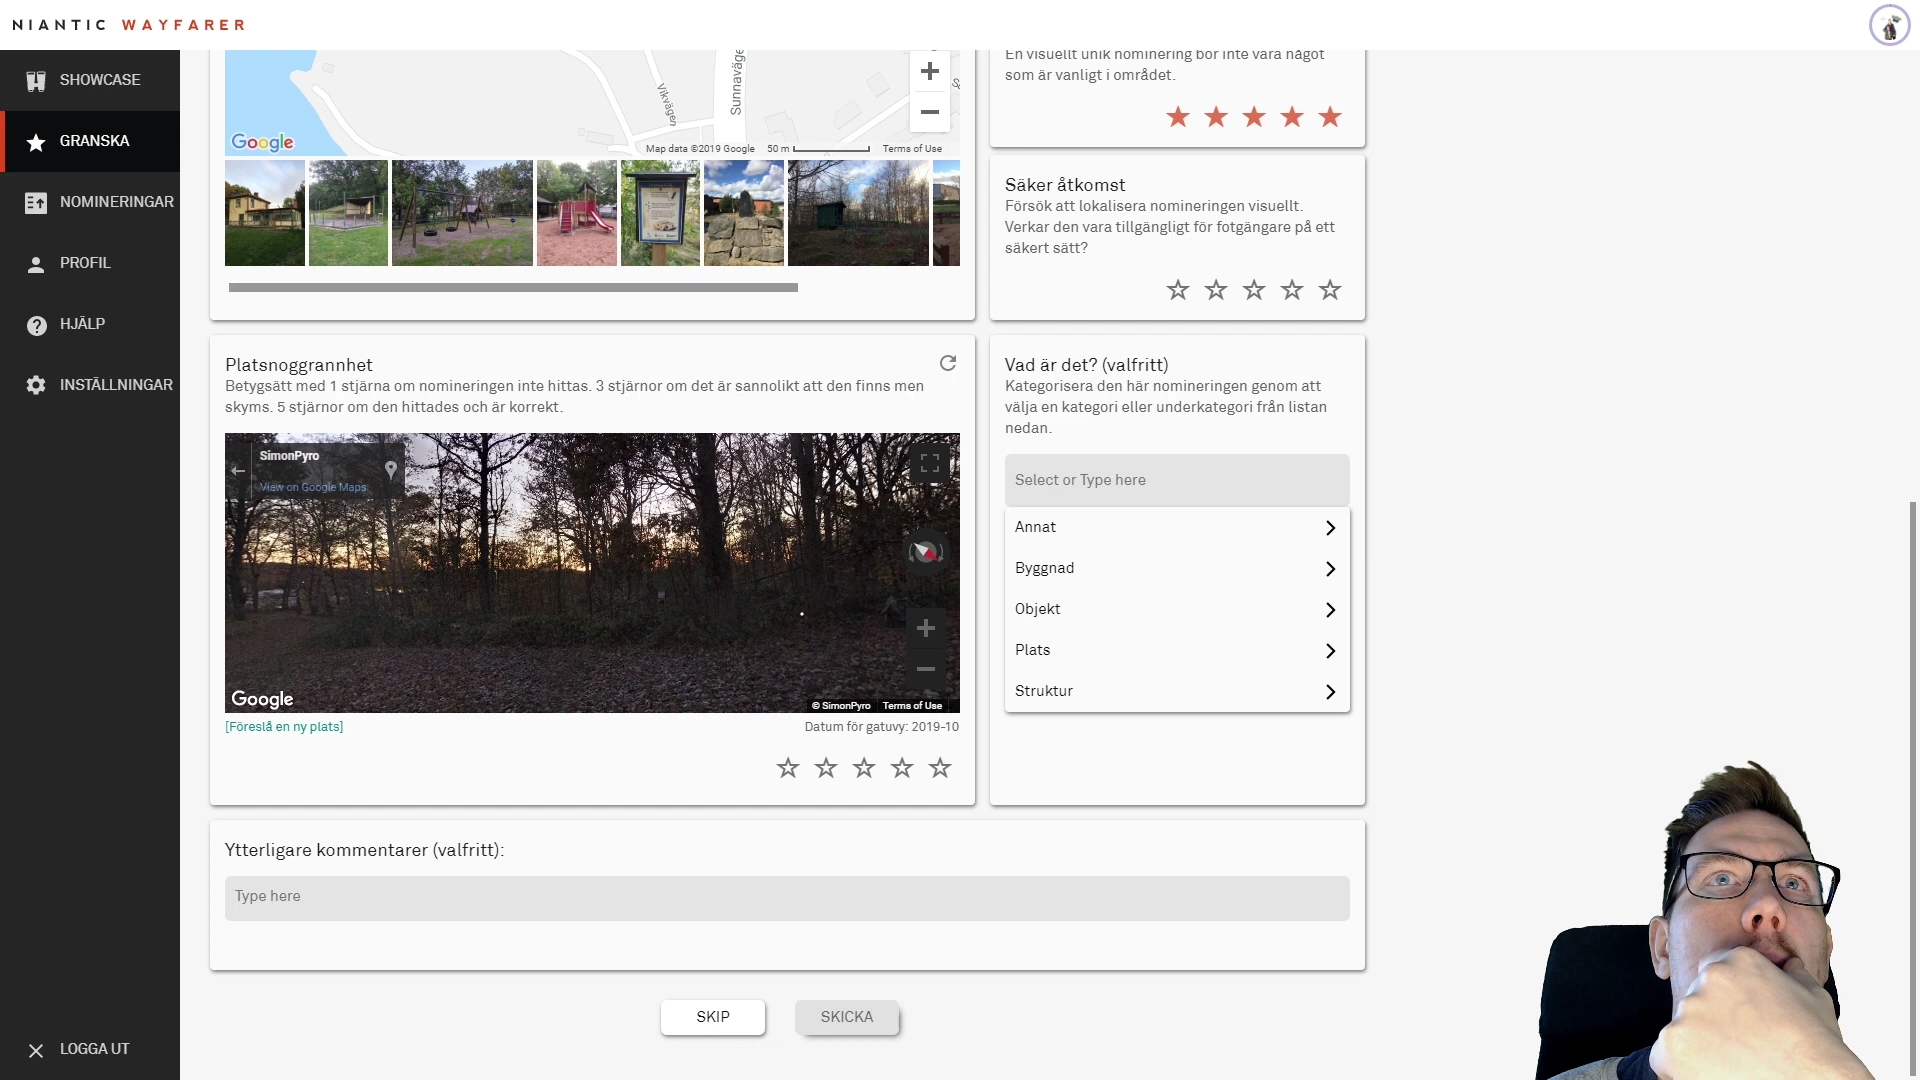 NIANTIC WAYFARER
SHOWCASE
GRANSKA
NOMINERINGAR
PROFIL
HJÄLP
INSTÄLLNINGAR
LOGGA UT
Vikvägen
Sunnaväge
Google
Map data ©2019 Google
50 m
Terms of Use
En visuellt unik nominering bör inte vara något
som är vanligt i området.
Säker åtkomst
Försök att lokalisera nomineringen visuellt.
Verkar den vara tillgängligt för fotgängare på ett
säkert sätt?
Platsnoggrannhet
Betygsätt med 1 stjärna om nomineringen inte hittas. 3 stjärnor om det är sannolikt att den finns men
skyms. 5 stjärnor om den hittades och är korrekt.
SimonPyro
View on Google Maps
Google
© SimonPyro
Terms of Use
[Föreslå en ny plats]
Datum för gatuvy: 2019-10
Vad är det? (valfritt)
Kategorisera den här nomineringen genom att
välja en kategori eller underkategori från listan
nedan.
Select or Type here
Annat
Byggnad
Objekt
Plats
Struktur
Ytterligare kommentarer (valfritt):
Type here
SKIP
SKICKA